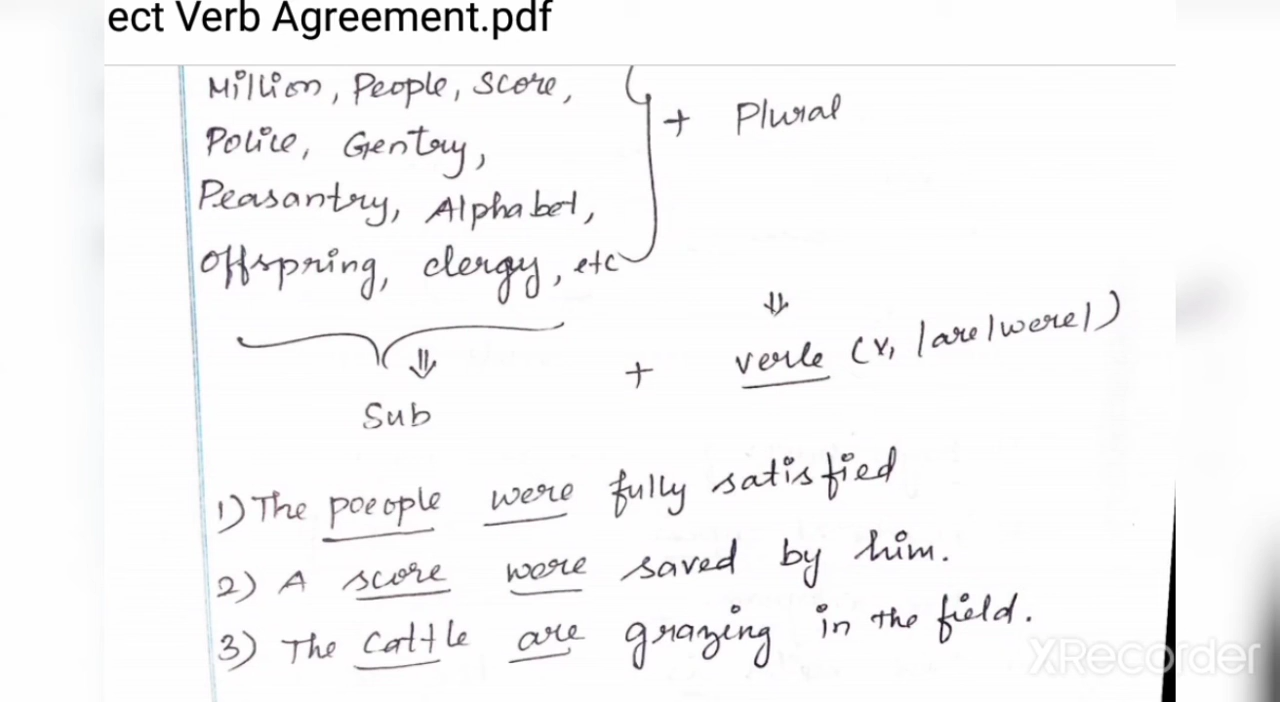 ect Verb Agreement.pdf
Million, People, Score,
Police, Gentry,
Peasantry, Alphabet,
offspring, clergy, etc
+ Plural
⇓
⇓
Sub
+ verb (V₁/are/were/)
1) The poeople were fully satisfied
2) A score were saved by him.
3) The Cattle are grazing in the field.
XRecorder